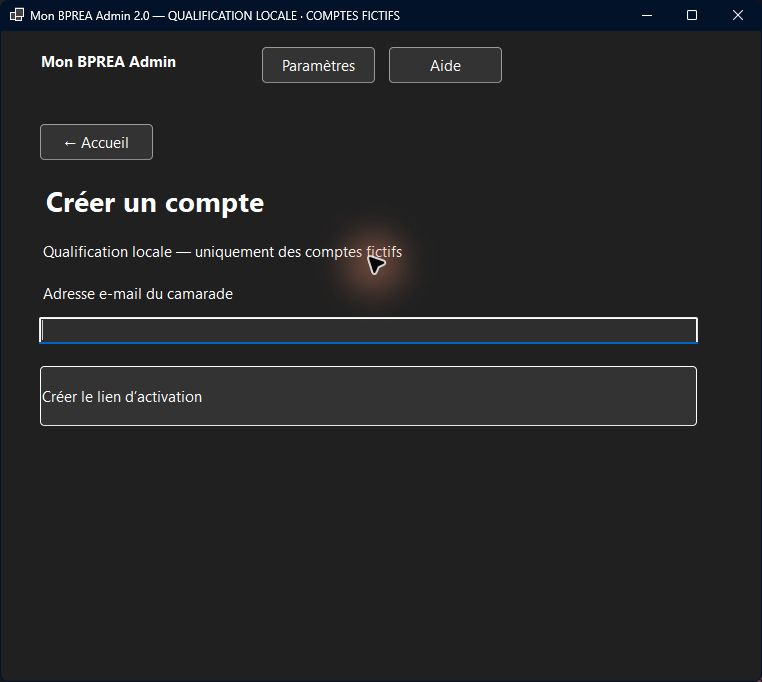 Mon BPREA Admin 2.0 — QUALIFICATION LOCALE · COMPTES FICTIFS
Mon BPREA Admin
Paramètres
Aide
← Accueil
Créer un compte
Qualification locale — uniquement des comptes fictifs
Adresse e-mail du camarade
Créer le lien d’activation